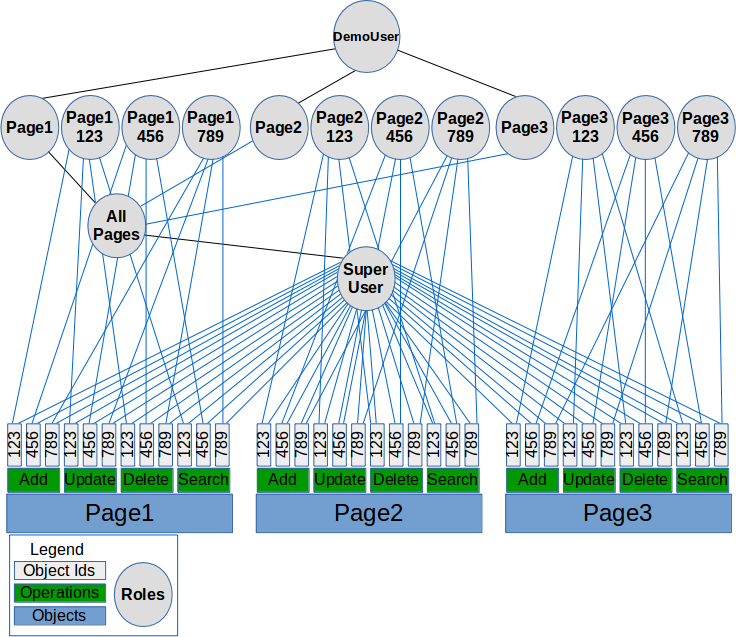 DemoUser
Page1
Page1
123
Page1
456
Page1
789
Page2
Page2
123
Page2
456
Page2
789
Page3
Page3
123
Page3
456
Page3
789
All
Pages
Super
User
123 456 789 123 456 789 123 456 789 123 456 789
123 456 789 123 456 789 123 456 789 123 456 789
123 456 789 123 456 789 123 456 789 123 456 789
Add Update Delete Search
Add Update Delete Search
Add Update Delete Search
Page1
Page2
Page3
Legend
Object Ids
Operations
Objects
Roles